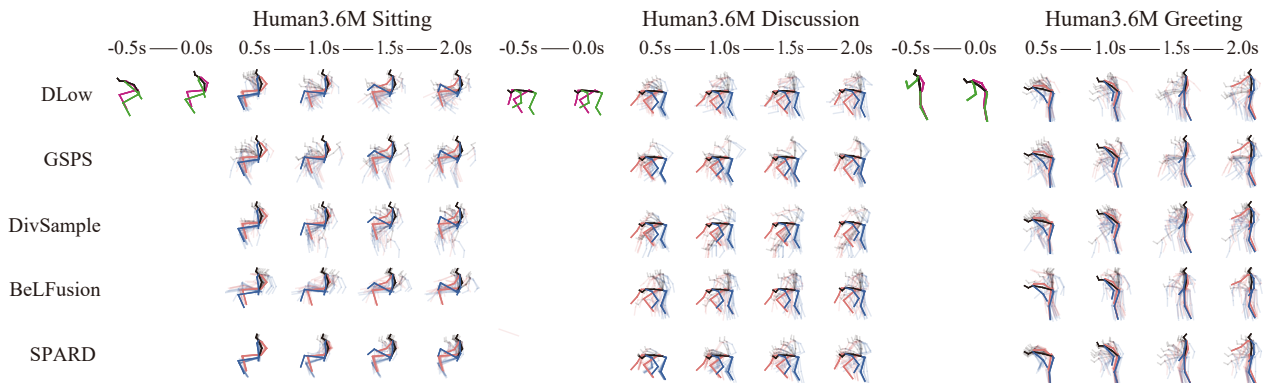 Human3.6M Sitting Human3.6M Discussion Human3.6M Greeting
-0.5s 0.0s 0.5s 1.0s 1.5s 2.0s -0.5s 0.0s 0.5s 1.0s 1.5s 2.0s -0.5s 0.0s 0.5s 1.0s 1.5s 2.0s
DLow
GSPS
DivSample
BeLFusion
SPARD